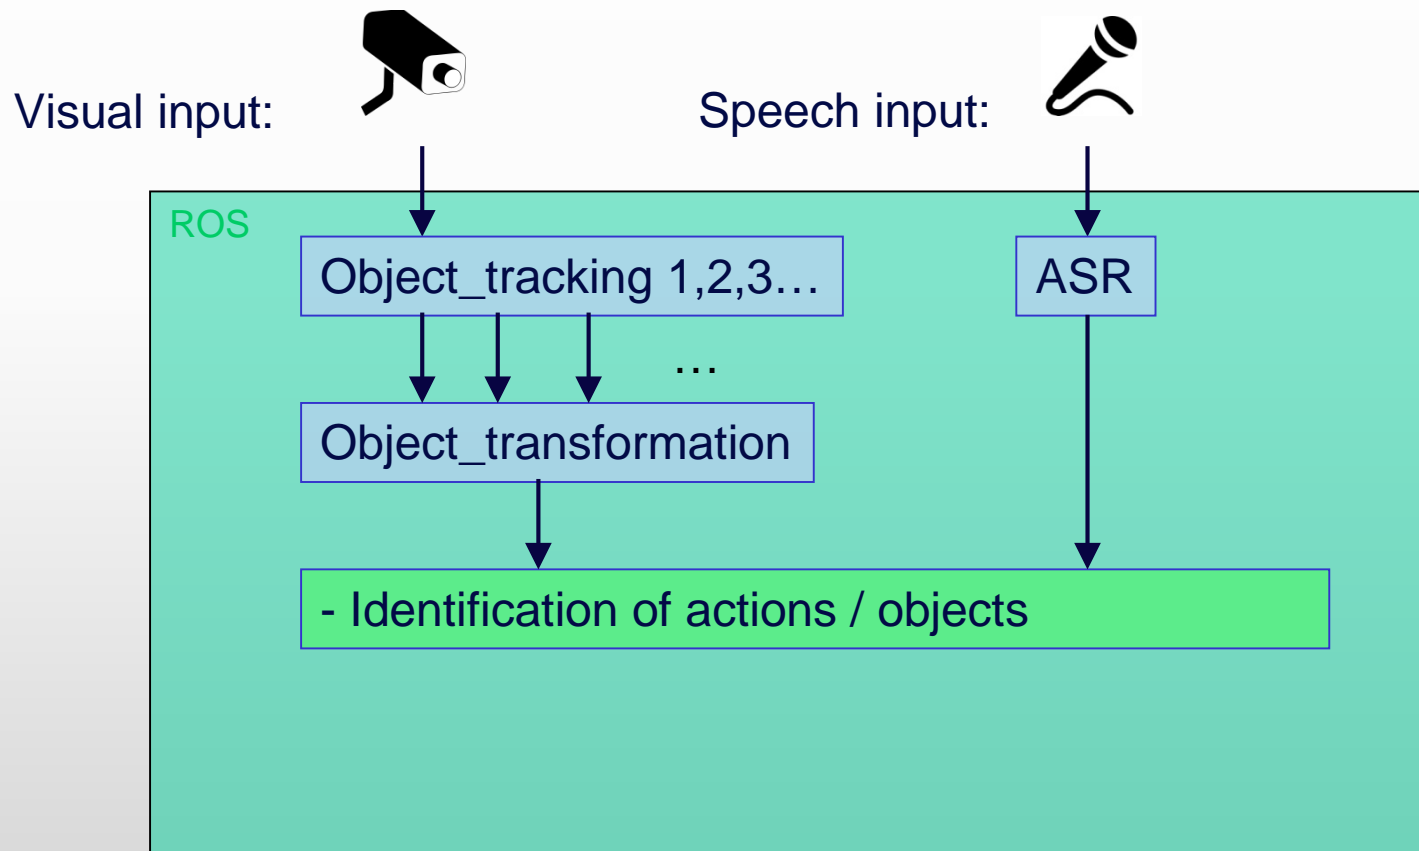 Visual input:
Speech input:
ROS
Object_tracking 1,2,3…
ASR
…
Object_transformation
- Identification of actions / objects